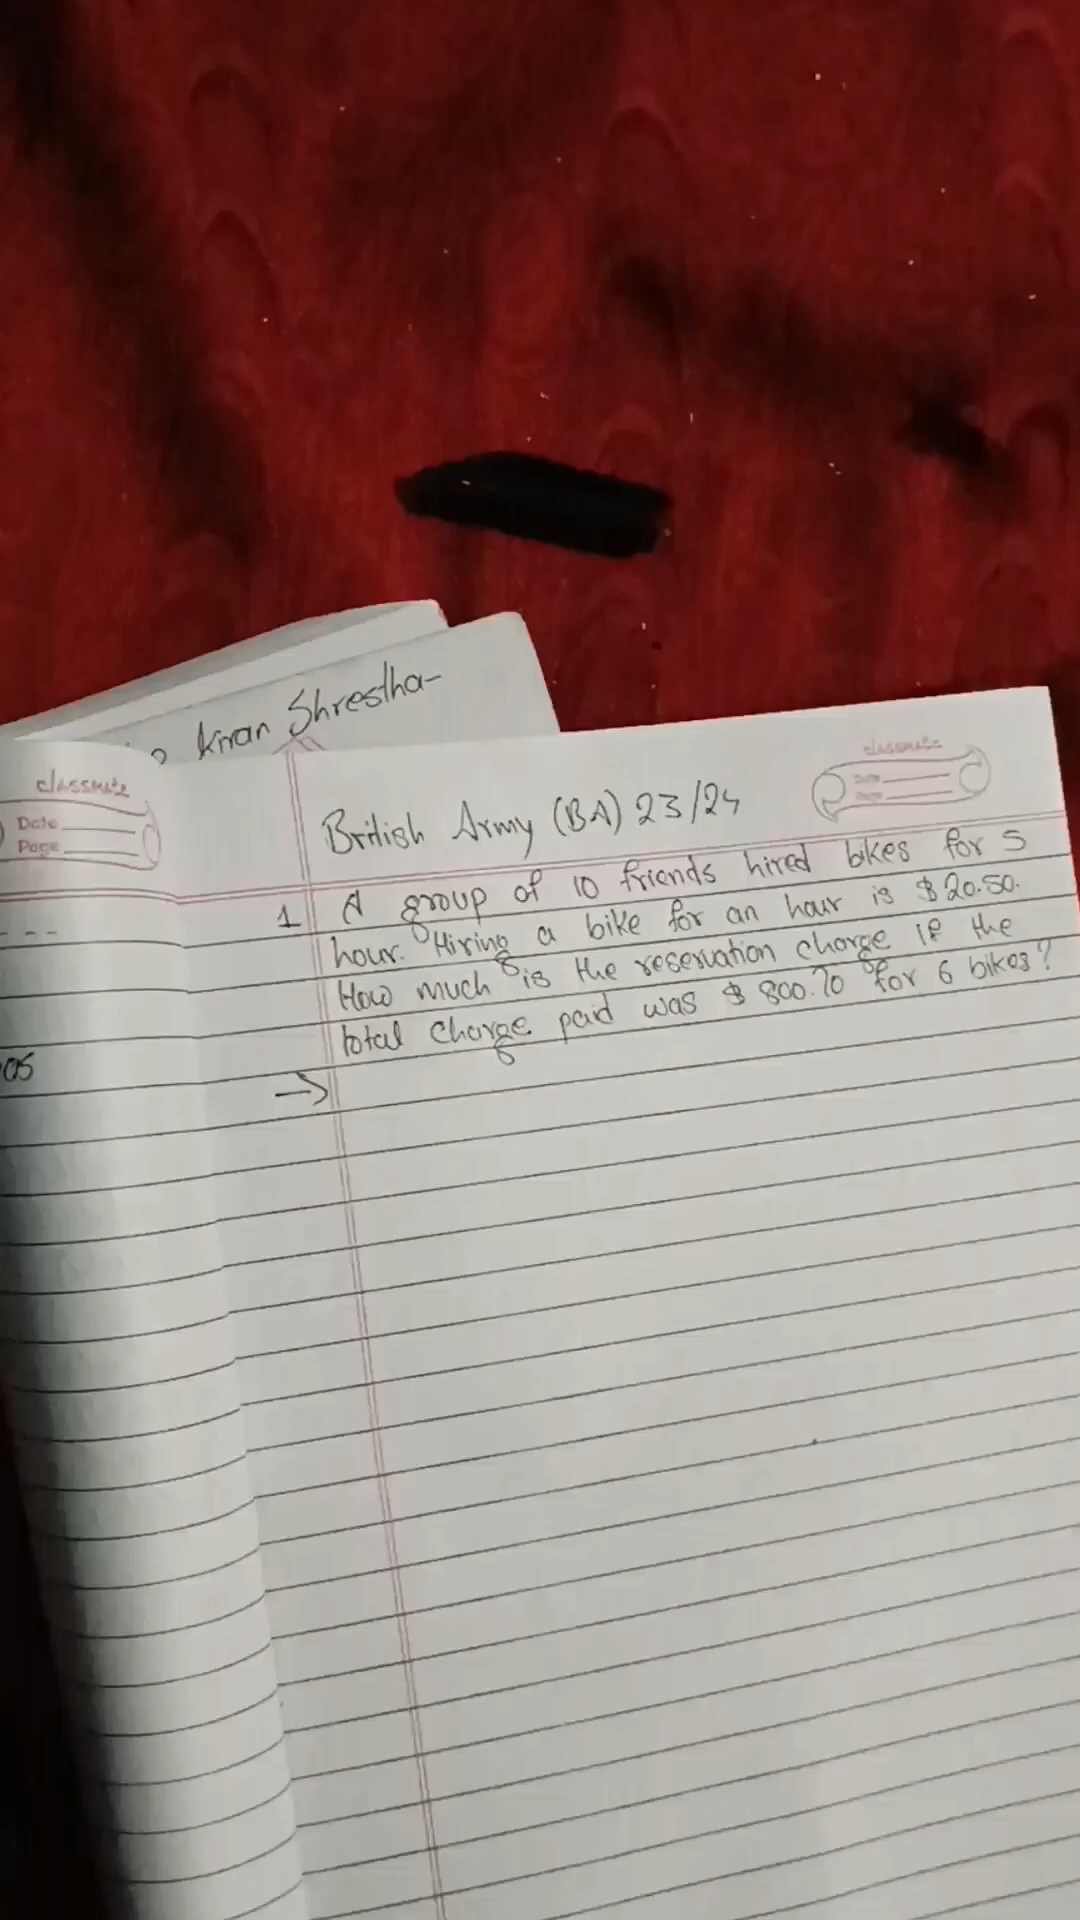 Kiran Shrestha-
classmate
Date
Page
classmate
Date
Page
British Army (BA) 23/24
1 A group of 10 friends hired bikes for 5
hour. Hiring a bike for an hour is $ 20.50.
How much is the reservation charge if the
total charge paid was $ 800.70 for 6 bikes?
→
05